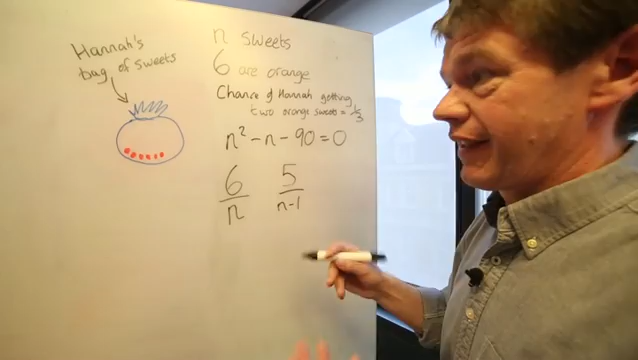 Hannah's
bag of sweets
n sweets
6 are orange
Chance of Hannah getting
two orange sweets = 1/3
n² - n - 90 = 0
6/n 5/n-1